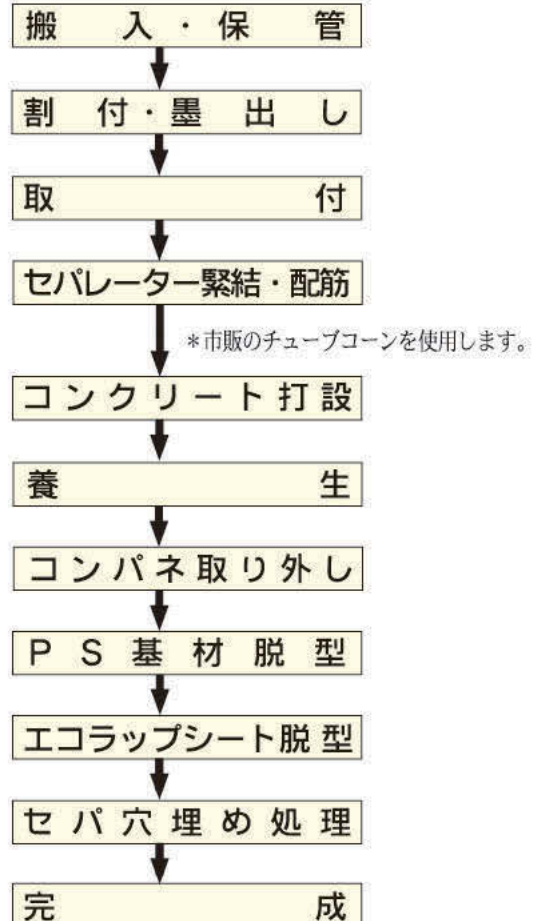 搬入・保管
割付・墨出し
取付
セパレーター緊結・配筋
＊市販のチューブコーンを使用します。
コンクリート打設
養生
コンパネ取り外し
ＰＳ基材脱型
エコラップシート脱型
セパ穴埋め処理
完成